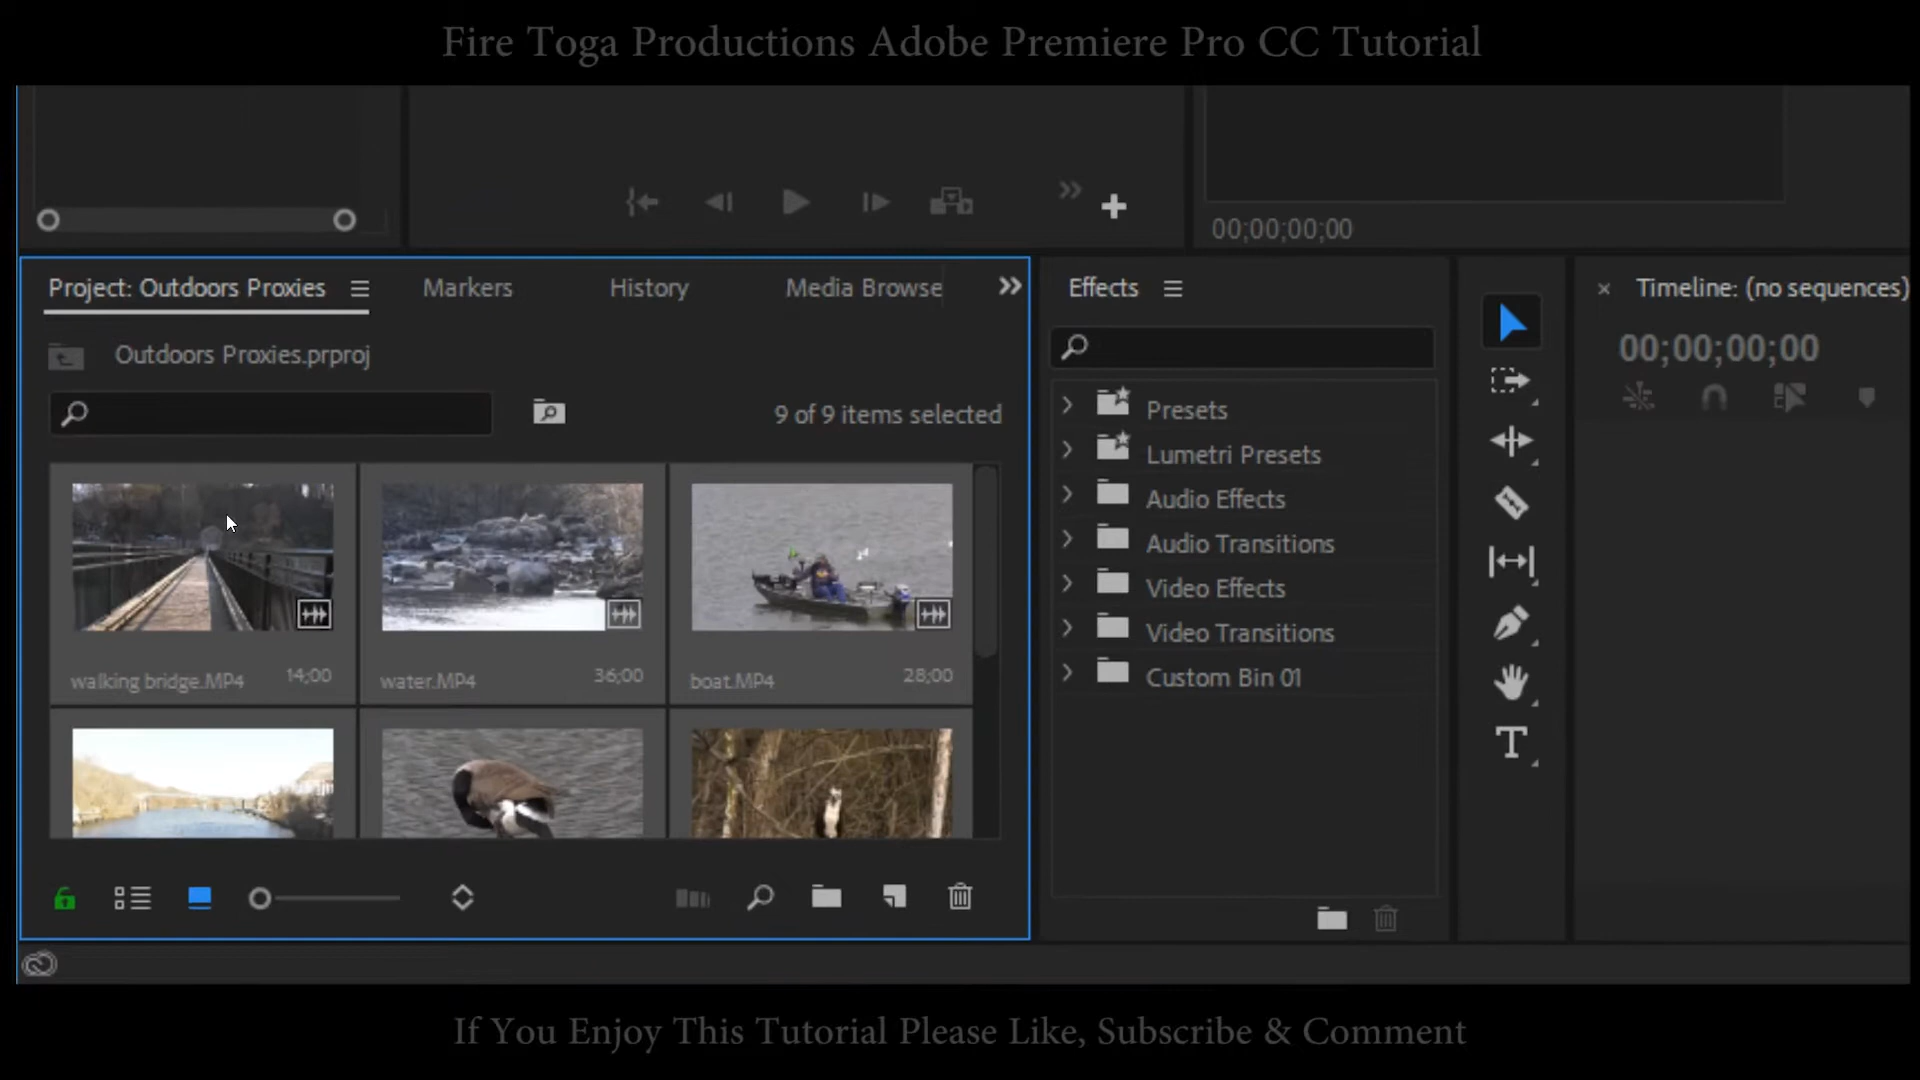 Fire Toga Productions Adobe Premiere Pro CC Tutorial
00;00;00;00
Project: Outdoors Proxies
Markers
History
Media Browse
Effects
Timeline: (no sequences)
00;00;00;00
Outdoors Proxies.prproj
9 of 9 items selected
Presets
Lumetri Presets
Audio Effects
Audio Transitions
Video Effects
Video Transitions
Custom Bin 01
walking bridge.MP4 14;00
water.MP4 36;00
boat.MP4 28;00
If You Enjoy This Tutorial Please Like, Subscribe & Comment